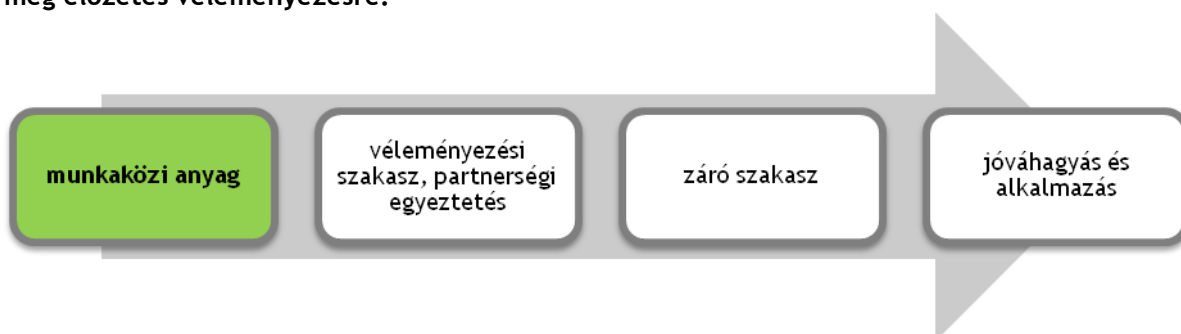 meg előzetes véleményezésre.
munkaközi anyag
véleményezési
szakasz, partnerségi
egyeztetés
záró szakasz
jóváhagyás és
alkalmazás